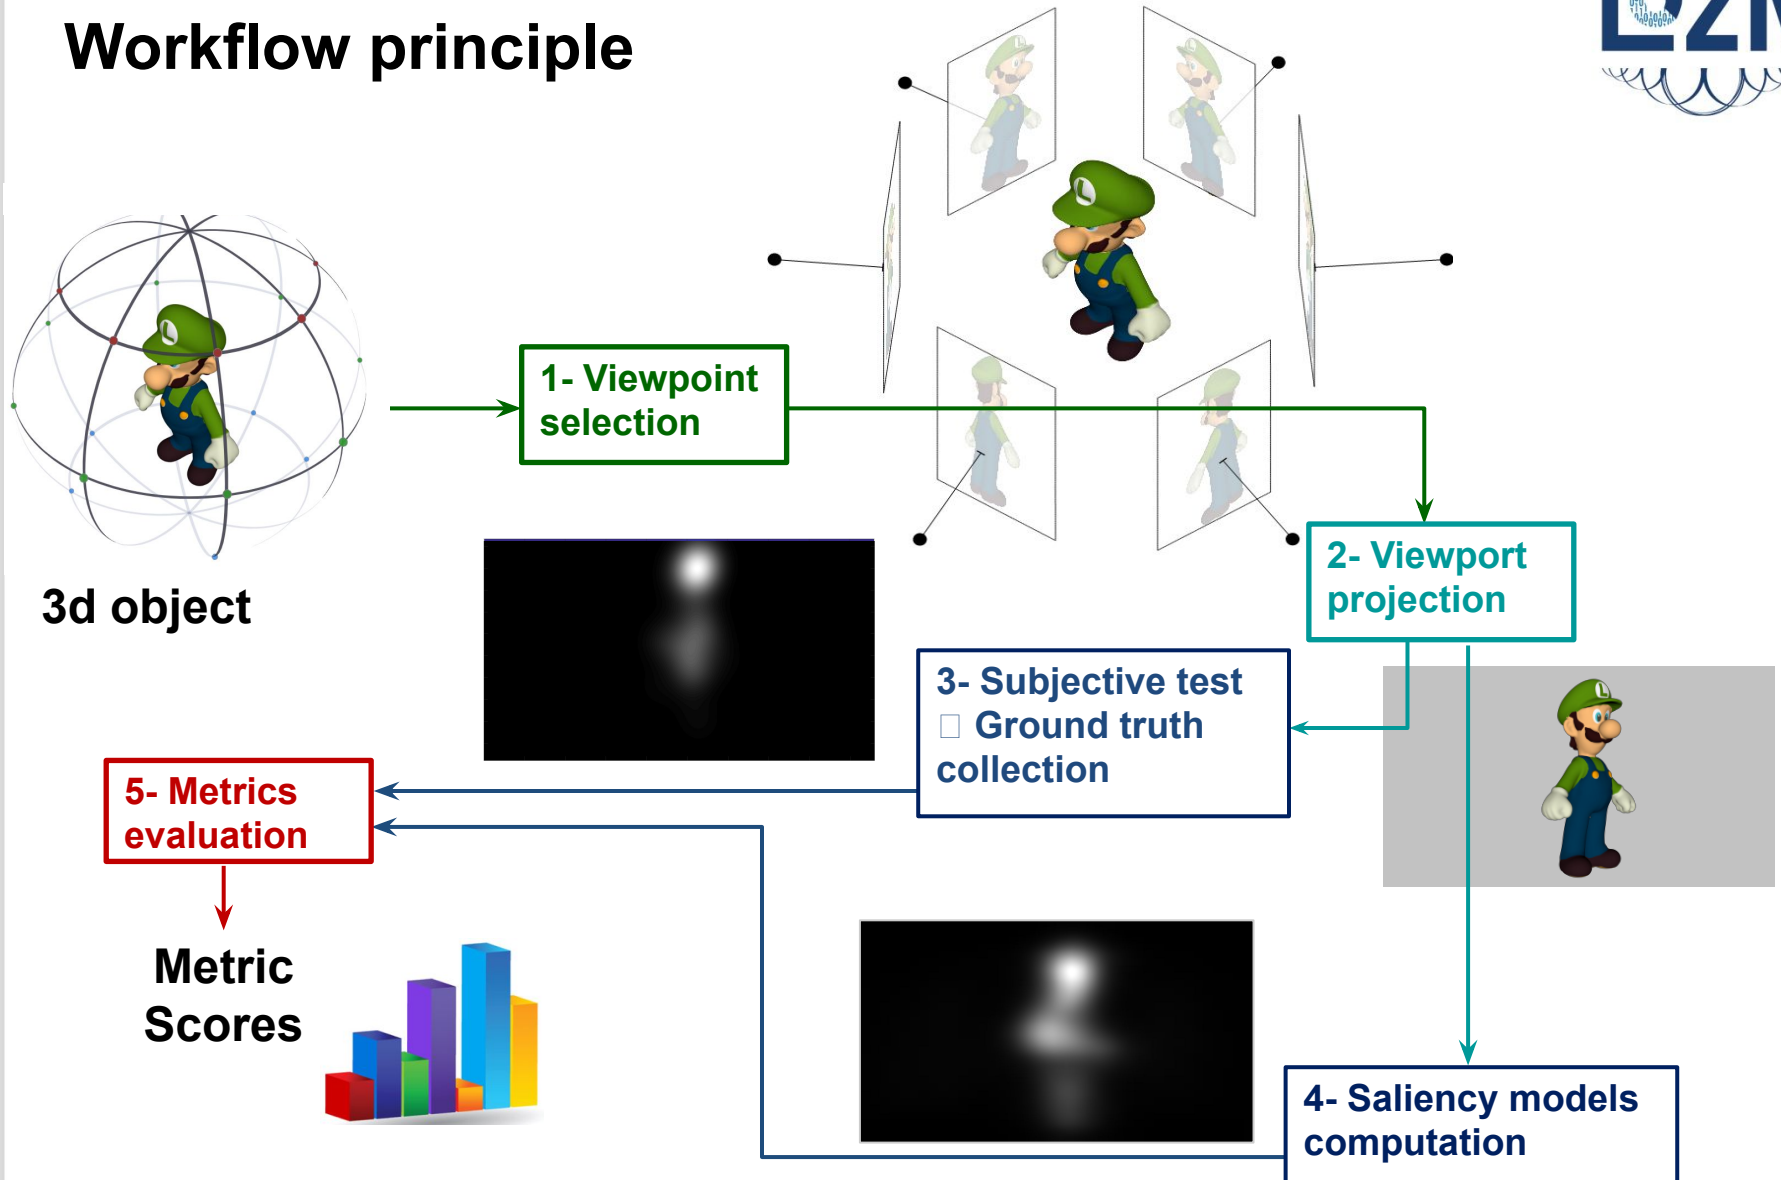 Workflow principle
1- Viewpoint
selection
3d object
2- Viewport
projection
3- Subjective test
□ Ground truth
collection
5- Metrics
evaluation
Metric
Scores
4- Saliency models
computation